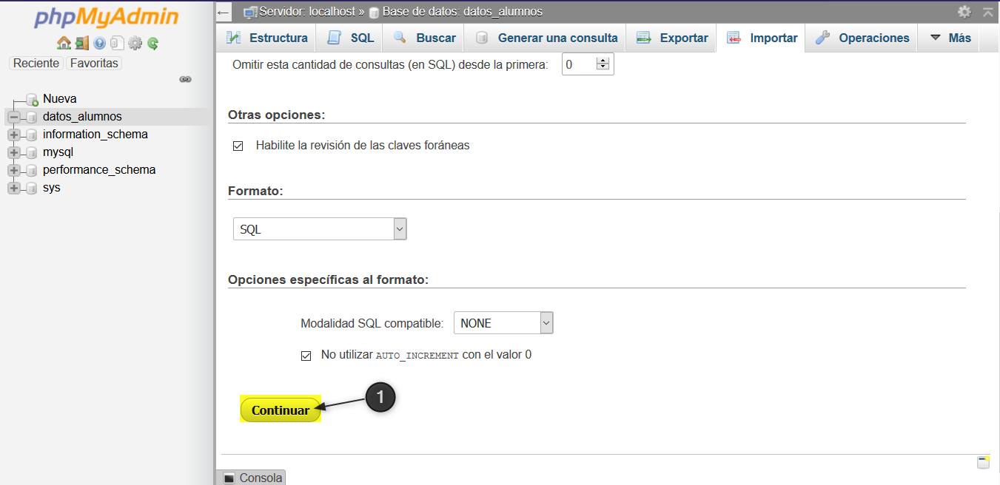 phpMyAdmin
Reciente Favoritas
Nueva
datos_alumnos
information_schema
mysql
performance_schema
sys
Servidor: localhost » Base de datos: datos_alumnos
Estructura SQL Buscar Generar una consulta Exportar Importar Operaciones Más
Omitir esta cantidad de consultas (en SQL) desde la primera: 0
Otras opciones:
Habilite la revisión de las claves foráneas
Formato:
SQL
Opciones específicas al formato:
Modalidad SQL compatible: NONE
No utilizar AUTO_INCREMENT con el valor 0
Continuar 1
Consola